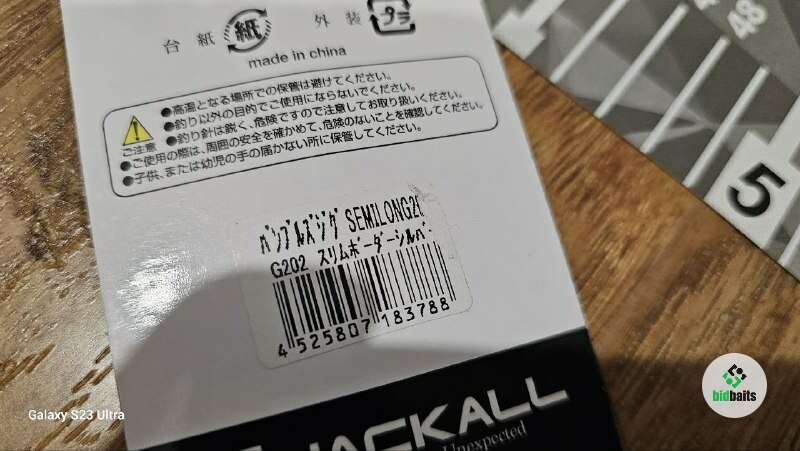 台紙 紙 外装 プラ
made in china
●高温となる場所での保管は避けてください。
●釣り以外の目的でご使用にならないでください。
●釣り針は鋭く、危険ですので注意してお取り扱いください。
ご注意
●ご使用の際は、周囲の安全を確かめて、危険のないことを確認してください。
●子供、または幼児の手の届かない所に保管してください。
バンブルズジグ SEMILONG20
G202 スリムボーダーシルバー
4 525807 183788
JACKALL
Unexpected
48
5
Galaxy S23 Ultra
bidbaits